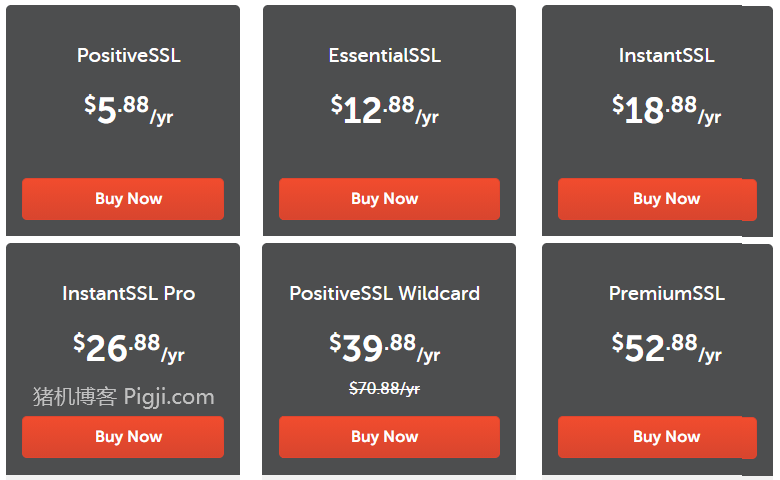 PositiveSSL
$5.88/yr
Buy Now
EssentialSSL
$12.88/yr
Buy Now
InstantSSL
$18.88/yr
Buy Now
InstantSSL Pro
$26.88/yr
猪机博客 Pigji.com
Buy Now
PositiveSSL Wildcard
$39.88/yr
$70.88/yr
Buy Now
PremiumSSL
$52.88/yr
Buy Now